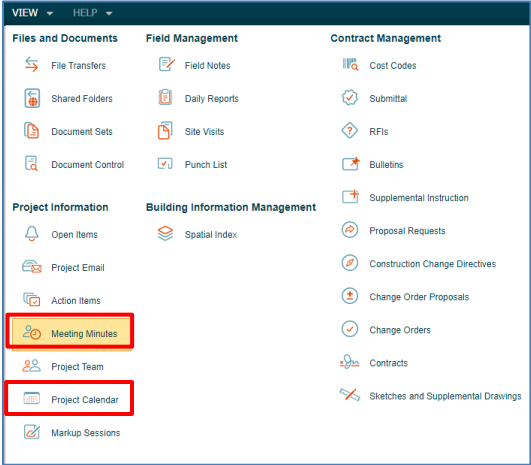 VIEW HELP
Files and Documents
File Transfers
Shared Folders
Document Sets
Document Control
Project Information
Open Items
Project Email
Action Items
Meeting Minutes
Project Team
Project Calendar
Markup Sessions
Field Management
Field Notes
Daily Reports
Site Visits
Punch List
Building Information Management
Spatial Index
Contract Management
Cost Codes
Submittal
RFIs
Bulletins
Supplemental Instruction
Proposal Requests
Construction Change Directives
Change Order Proposals
Change Orders
Contracts
Sketches and Supplemental Drawings